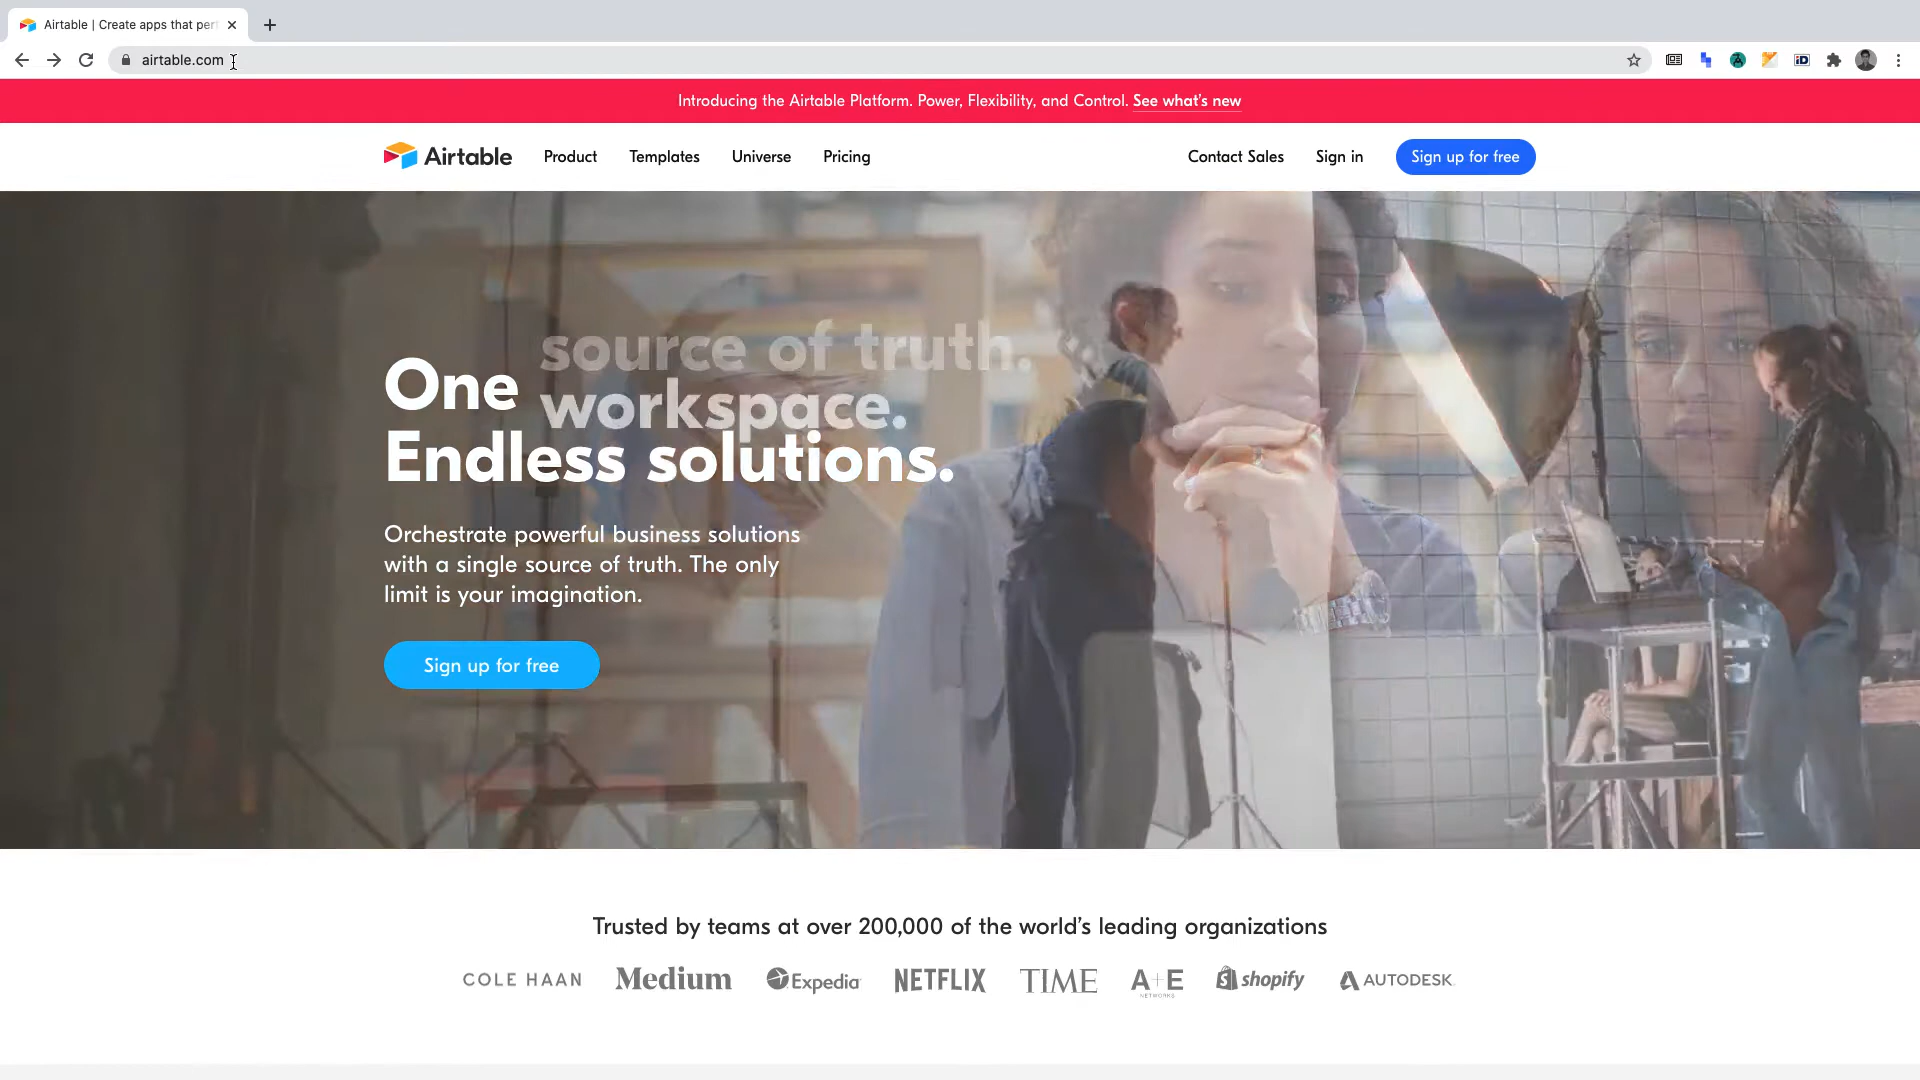 Airtable | Create apps that per
airtable.com
Introducing the Airtable Platform. Power, Flexibility, and Control. See what's new
Airtable
Product
Templates
Universe
Pricing
Contact Sales
Sign in
Sign up for free
source of truth.
One workspace.
Endless solutions.
Orchestrate powerful business solutions
with a single source of truth. The only
limit is your imagination.
Sign up for free
Trusted by teams at over 200,000 of the world’s leading organizations
COLE HAAN
Medium
Expedia
NETFLIX
TIME
A+E
NETWORKS
shopify
AUTODESK
iD